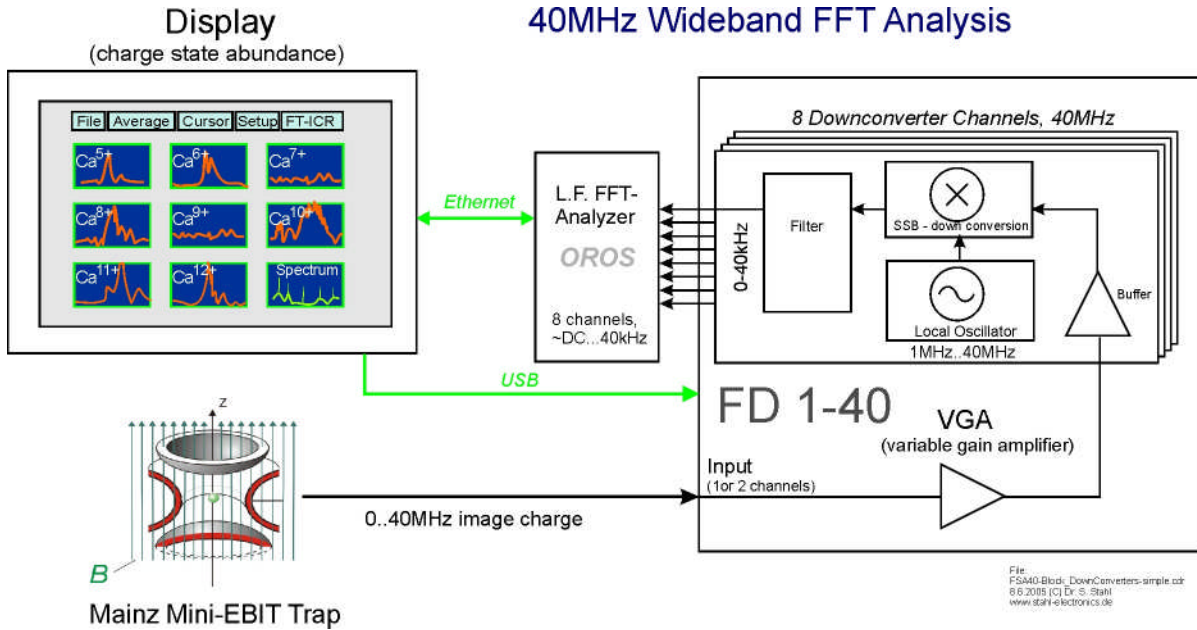 Display
(charge state abundance)
40MHz Wideband FFT Analysis
File Average Cursor Setup FT-ICR
Ca5+ Ca6+ Ca7+
Ca8+ Ca9+ Ca10+
Ca11+ Ca12+ Spectrum
Ethernet
USB
L.F. FFT-
Analyzer
OROS
8 channels,
~DC...40kHz
8 Downconverter Channels, 40MHz
0-40kHz
Filter
SSB - down conversion
Local Oscillator
1MHz..40MHz
Buffer
FD 1-40
VGA
(variable gain amplifier)
Input
(1or 2 channels)
0..40MHz image charge
z
B
Mainz Mini-EBIT Trap
File:
FSA40-Block_DownConverters-simple.cdr
8.6.2005 (C) Dr. S. Stahl
www.stahl-electronics.de